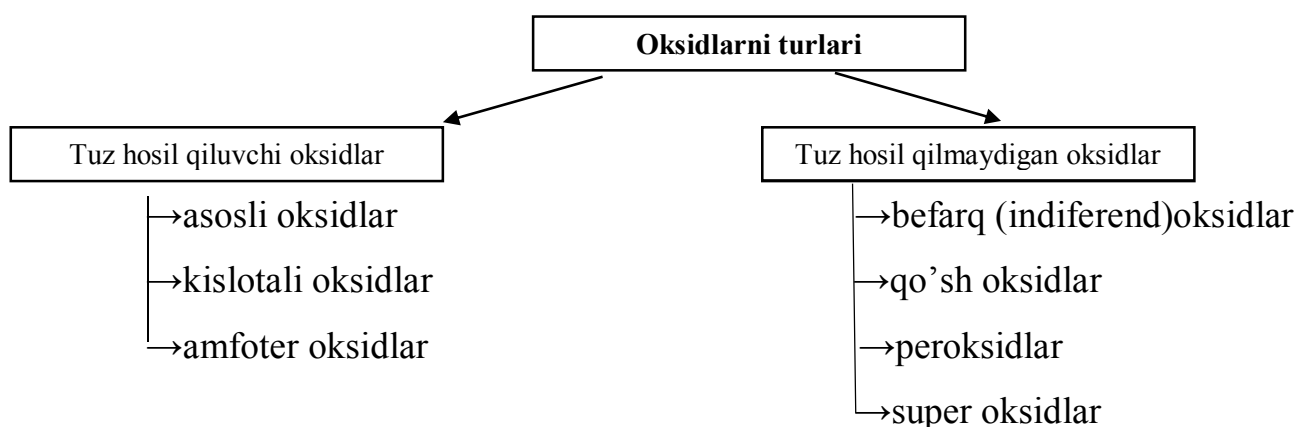 Oksidlarni turlari
Tuz hosil qiluvchi oksidlar
→asosli oksidlar
→kislotali oksidlar
→amfoter oksidlar
Tuz hosil qilmaydigan oksidlar
→befarq (indiferend)oksidlar
→qo’sh oksidlar
→peroksidlar
→super oksidlar